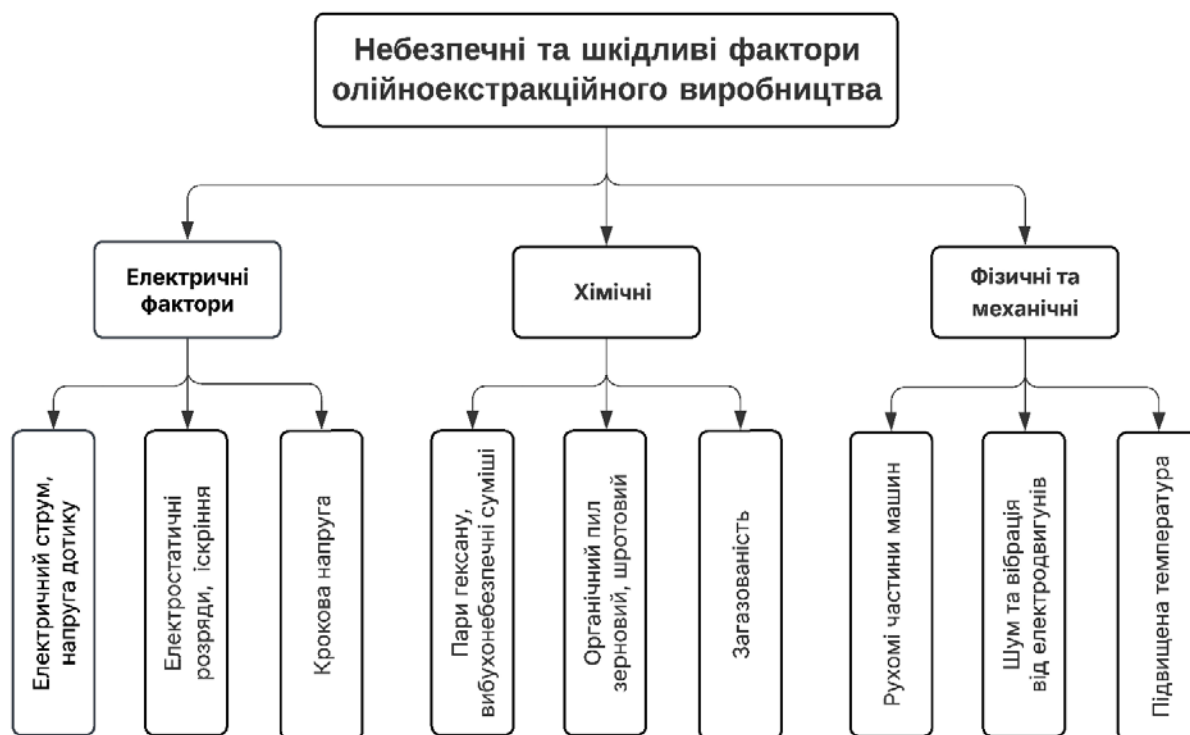 Небезпечні та шкідливі фактори
олійноекстракційного виробництва
Електричні
фактори
Хімічні
Фізичні та
механічні
Електричний струм,
напруга дотику
Електростатичні
розряди, іскріння
Крокова напруга
Пари гексану,
вибухонебезпечні суміші
Органічний пил
зерновий, шротовий
Загазованість
Рухомі частини машин
Шум та вібрація
від електродвигунів
Підвищена температура